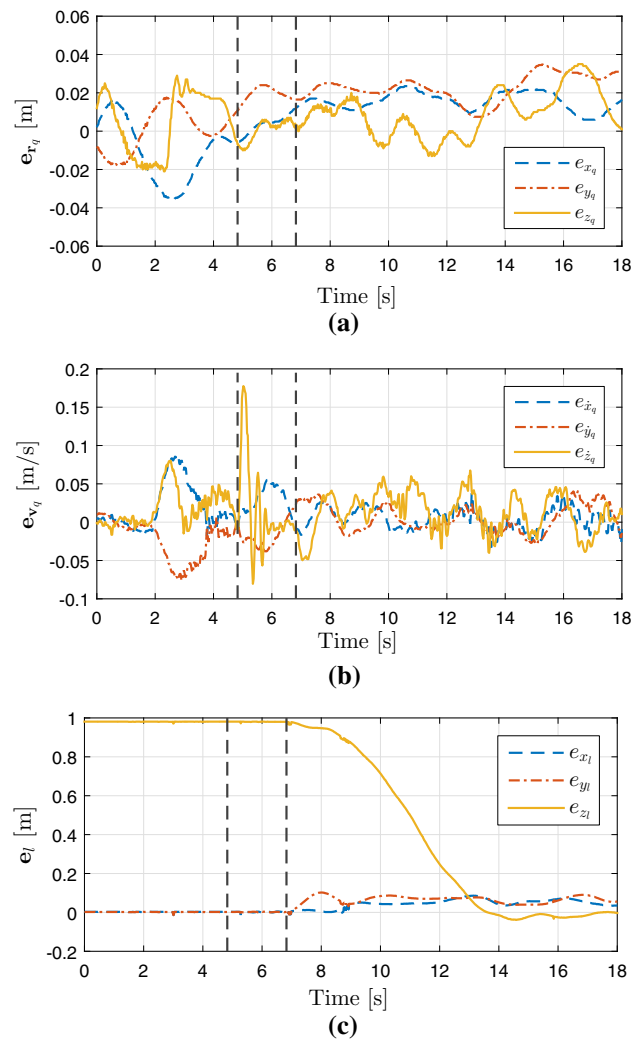 0.06
0.04
0.02
0
-0.02
-0.04
-0.06
e_{r_q} [m]
e_{x_q}
e_{y_q}
e_{z_q}
0 2 4 6 8 10 12 14 16 18
Time [s]
(a)
0.2
0.15
0.1
0.05
0
-0.05
-0.1
e_{v_q} [m/s]
e_{ẋ_q}
e_{ẏ_q}
e_{ż_q}
0 2 4 6 8 10 12 14 16 18
Time [s]
(b)
1
0.8
0.6
0.4
0.2
0
-0.2
e_l [m]
e_{x_l}
e_{y_l}
e_{z_l}
0 2 4 6 8 10 12 14 16 18
Time [s]
(c)